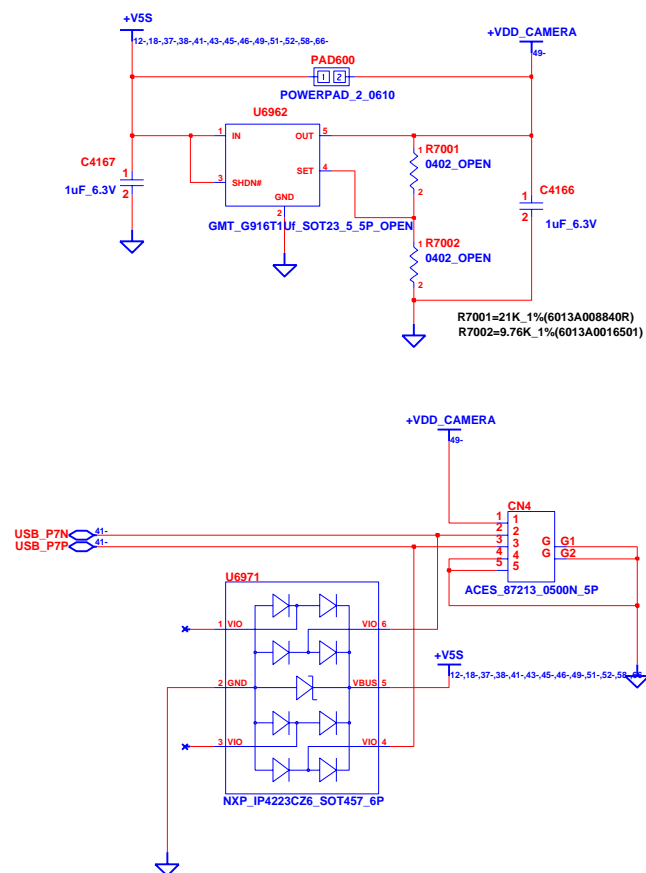 +V5S
12-,18-,37-,38-,41-,43-,45-,46-,49-,51-,52-,58-,66-
+VDD_CAMERA
49-
PAD600
1 2
POWERPAD_2_0610
U6962
1 IN OUT 5
SET 4
3 SHDN#
GND
2
GMT_G916T1Uf_SOT23_5_5P_OPEN
C4167
1
1uF_6.3V
2
1 R7001
0402_OPEN
2
C4166
1
2
1uF_6.3V
1 R7002
0402_OPEN
2
R7001=21K_1%(6013A008840R)
R7002=9.76K_1%(6013A0016501)
+VDD_CAMERA
49-
CN4
1 1
2 2
3 3
4 4
5 5
G G1
G G2
ACES_87213_0500N_5P
USB_P7N 41-
USB_P7P 41-
U6971
1 VIO VIO 6
2 GND VBUS 5
3 VIO VIO 4
NXP_IP4223CZ6_SOT457_6P
+V5S
12-,18-,37-,38-,41-,43-,45-,46-,49-,51-,52-,58-,66-